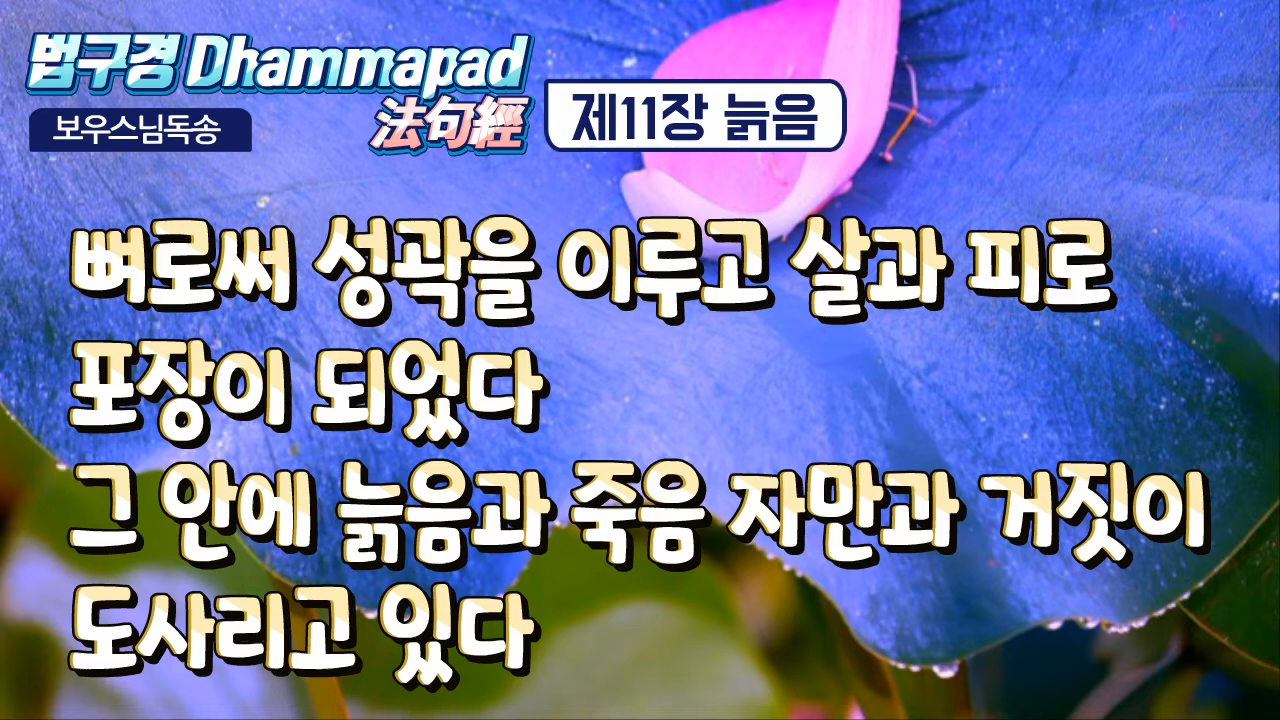 법구경 Dhammapad
法句經
보우스님독송
제11장 늙음
뼈로써 성곽을 이루고 살과 피로
포장이 되었다
그 안에 늙음과 죽음 자만과 거짓이
도사리고 있다